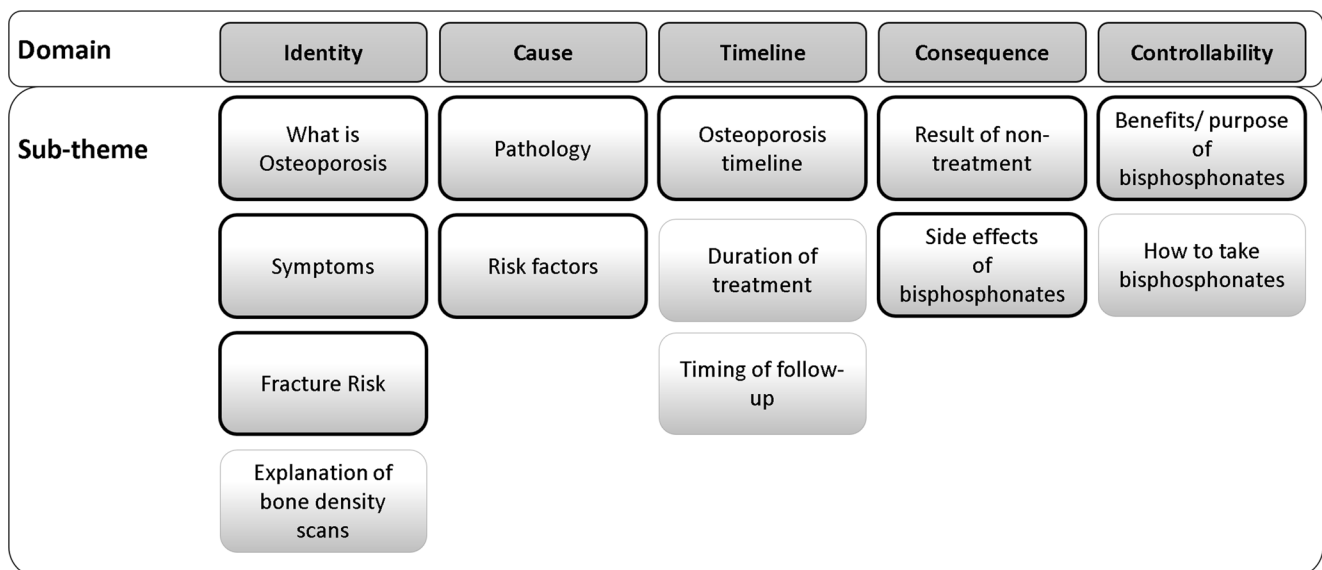 Domain
Identity
Cause
Timeline
Consequence
Controllability
Sub-theme
What is
Osteoporosis
Pathology
Osteoporosis
timeline
Result of non-
treatment
Benefits/ purpose
of
bisphosphonates
Symptoms
Risk factors
Duration of
treatment
Side effects
of
bisphosphonates
How to take
bisphosphonates
Fracture Risk
Timing of follow-
up
Explanation of
bone density
scans